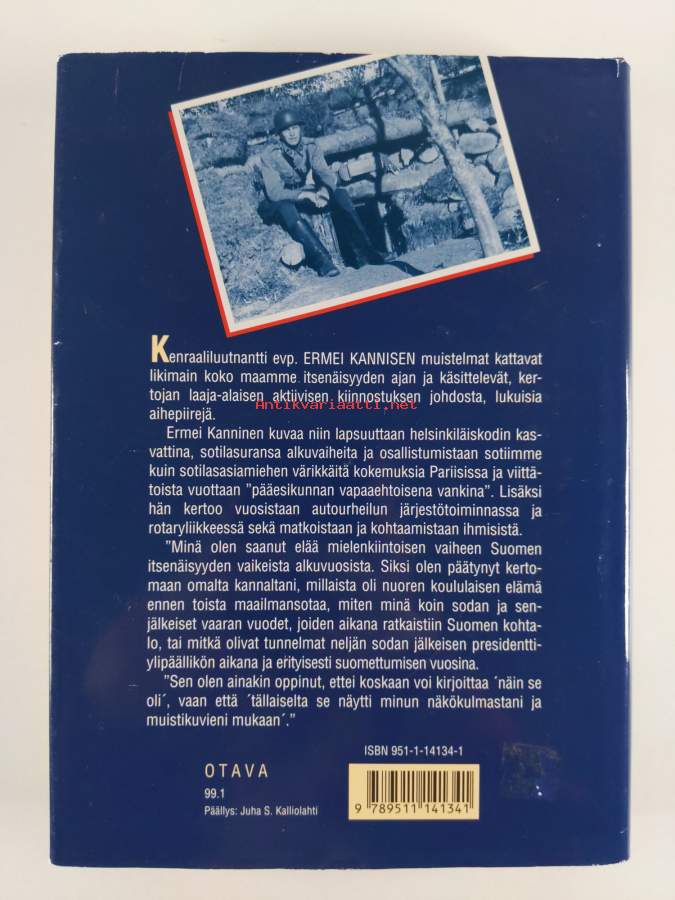 Kenraaliluutnantti evp. ERMEI KANNISEN muistelmat kattavat
likimain koko maamme itsenäisyyden ajan ja käsittelevät, ker-
tojan laaja-alaisen aktiivisen kiinnostuksen johdosta, lukuisia
Antikvariaatti.net
aihepiirejä.
Ermei Kanninen kuvaa niin lapsuuttaan helsinkiläiskodin kas-
vattina, sotilasuransa alkuvaiheita ja osallistumistaan sotiimme
kuin sotilasasiamiehen värikkäitä kokemuksia Pariisissa ja viittä-
toista vuottaan ”pääesikunnan vapaaehtoisena vankina”. Lisäksi
hän kertoo vuosistaan autourheilun järjestötoiminnassa ja
rotaryliikkeessä sekä matkoistaan ja kohtaamistaan ihmisistä.
”Minä olen saanut elää mielenkiintoisen vaiheen Suomen
itsenäisyyden vaikeista alkuvuosista. Siksi olen päätynyt kerto-
maan omalta kannaltani, millaista oli nuoren koululaisen elämä
ennen toista maailmansotaa, miten minä koin sodan ja sen-
jälkeiset vaaran vuodet, joiden aikana ratkaistiin Suomen kohta-
lo, tai mitkä olivat tunnelmat neljän sodan jälkeisen presidentti-
ylipäällikön aikana ja erityisesti suomettumisen vuosina.
”Sen olen ainakin oppinut, ettei koskaan voi kirjoittaa ´näin se
oli´, vaan että ´tällaiselta se näytti minun näkökulmastani ja
muistikuvieni mukaan´.”
ISBN 951-1-14134-1
OTAVA
99.1
Päällys: Juha S. Kalliolahti
9 789511 141341